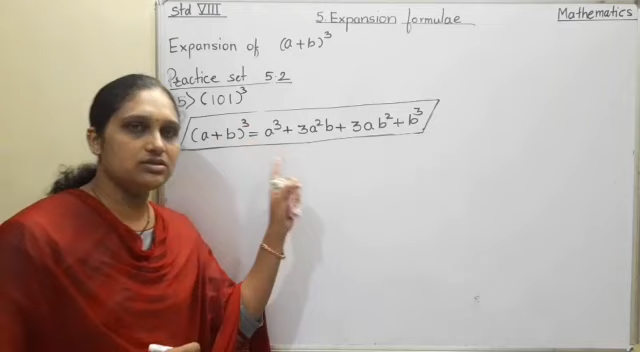 Std VIII
5. Expansion formulae
Mathematics
Expansion of (a+b)³
Practice set 5.2
b> (101)³
(a+b)³ = a³ + 3a²b + 3ab² + b³